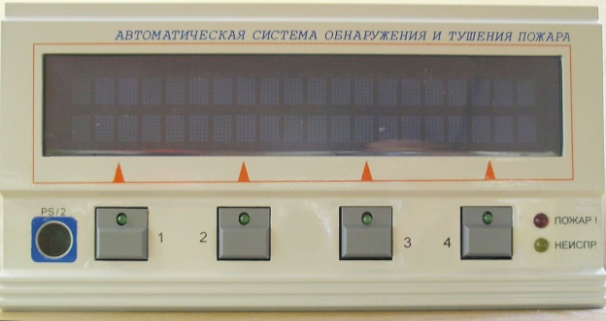 АВТОМАТИЧЕСКАЯ СИСТЕМА ОБНАРУЖЕНИЯ И ТУШЕНИЯ ПОЖАРА
PS/2
1
2
3
4
ПОЖАР!
НЕИСПР.